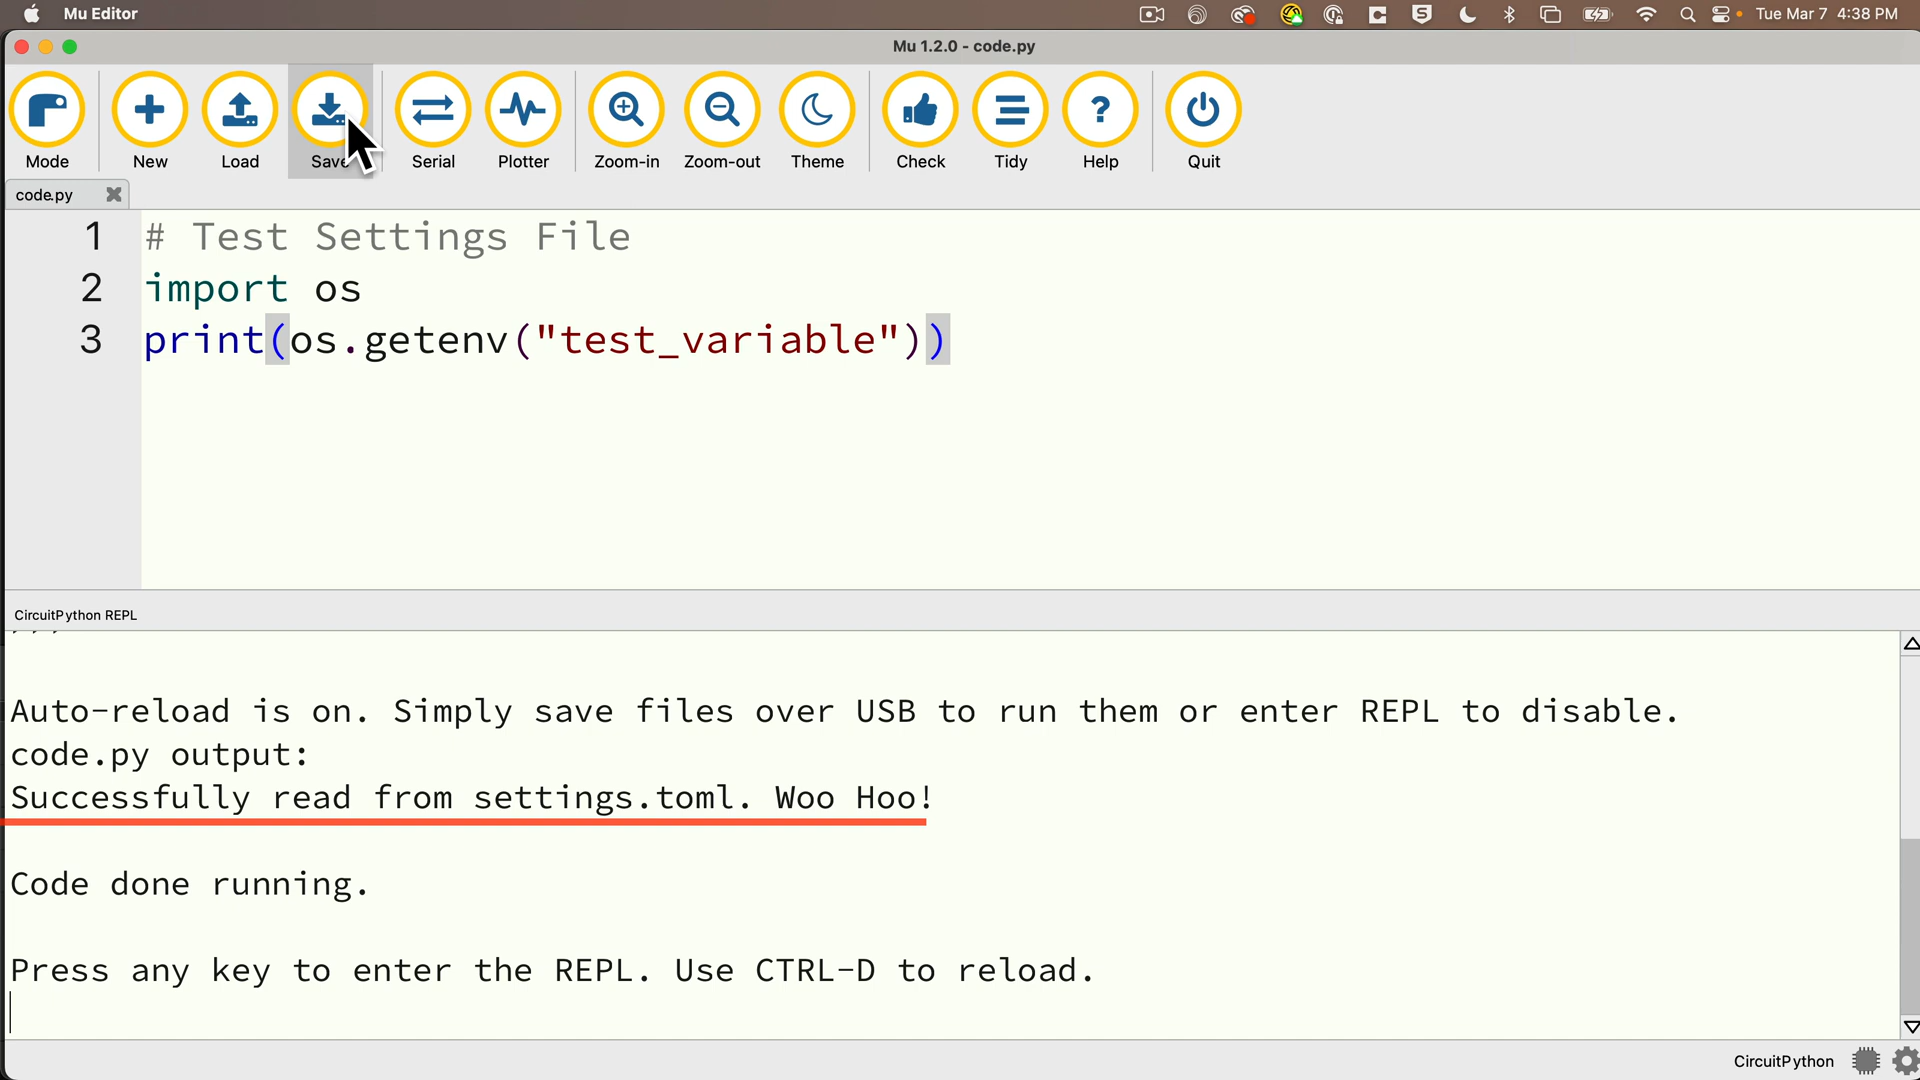 Mu Editor
Tue Mar 7 4:38 PM
Mu 1.2.0 - code.py
Mode New Load Save Serial Plotter Zoom-in Zoom-out Theme Check Tidy Help Quit
code.py
1 # Test Settings File
2 import os
3 print(os.getenv("test_variable"))
CircuitPython REPL
Auto-reload is on. Simply save files over USB to run them or enter REPL to disable.
code.py output:
Successfully read from settings.toml. Woo Hoo!
Code done running.
Press any key to enter the REPL. Use CTRL-D to reload.
CircuitPython